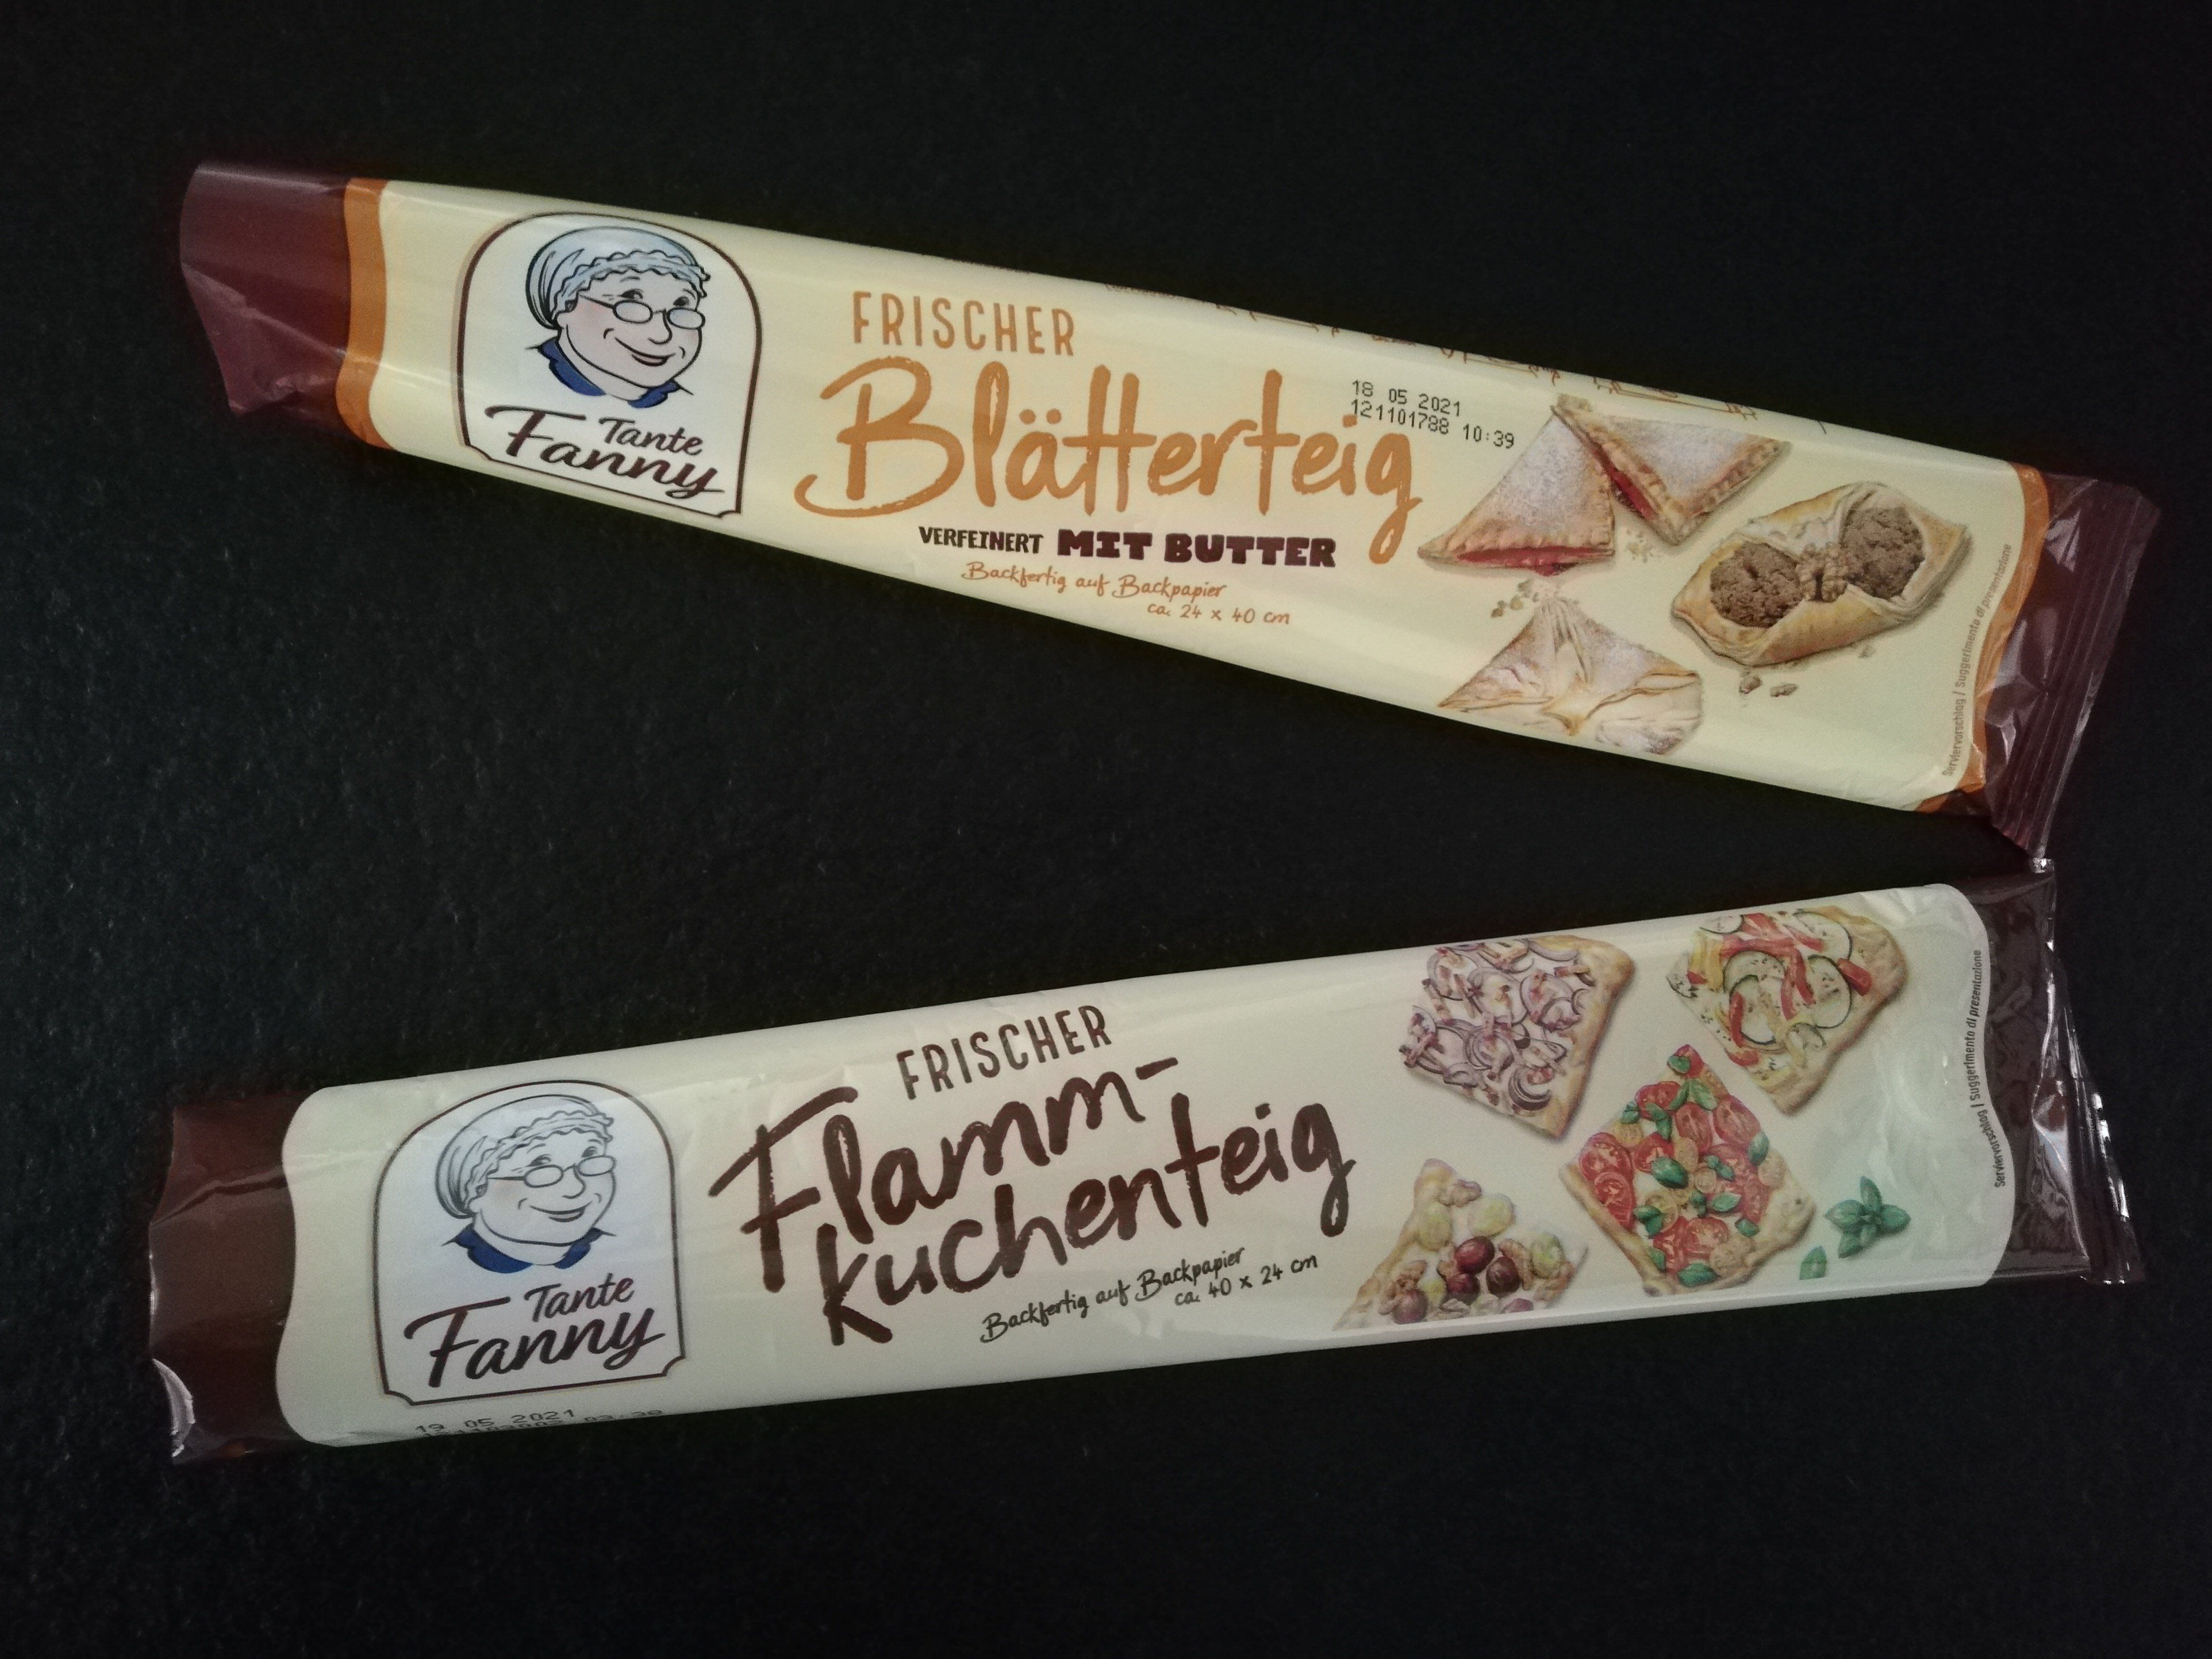 Tante
Fanny
FRISCHER
Blätterteig
VERFEINERT MIT BUTTER
Backfertig auf Backpapier
ca. 24 x 40 cm
18 05 2021
121101788 10:39
Serviervorschlag | Suggerimento di presentazione
Tante
Fanny
FRISCHER
Flamm-
kuchenteig
Backfertig auf Backpapier
ca. 40 x 24 cm
19 05 2021
Serviervorschlag | Suggerimento di presentazione